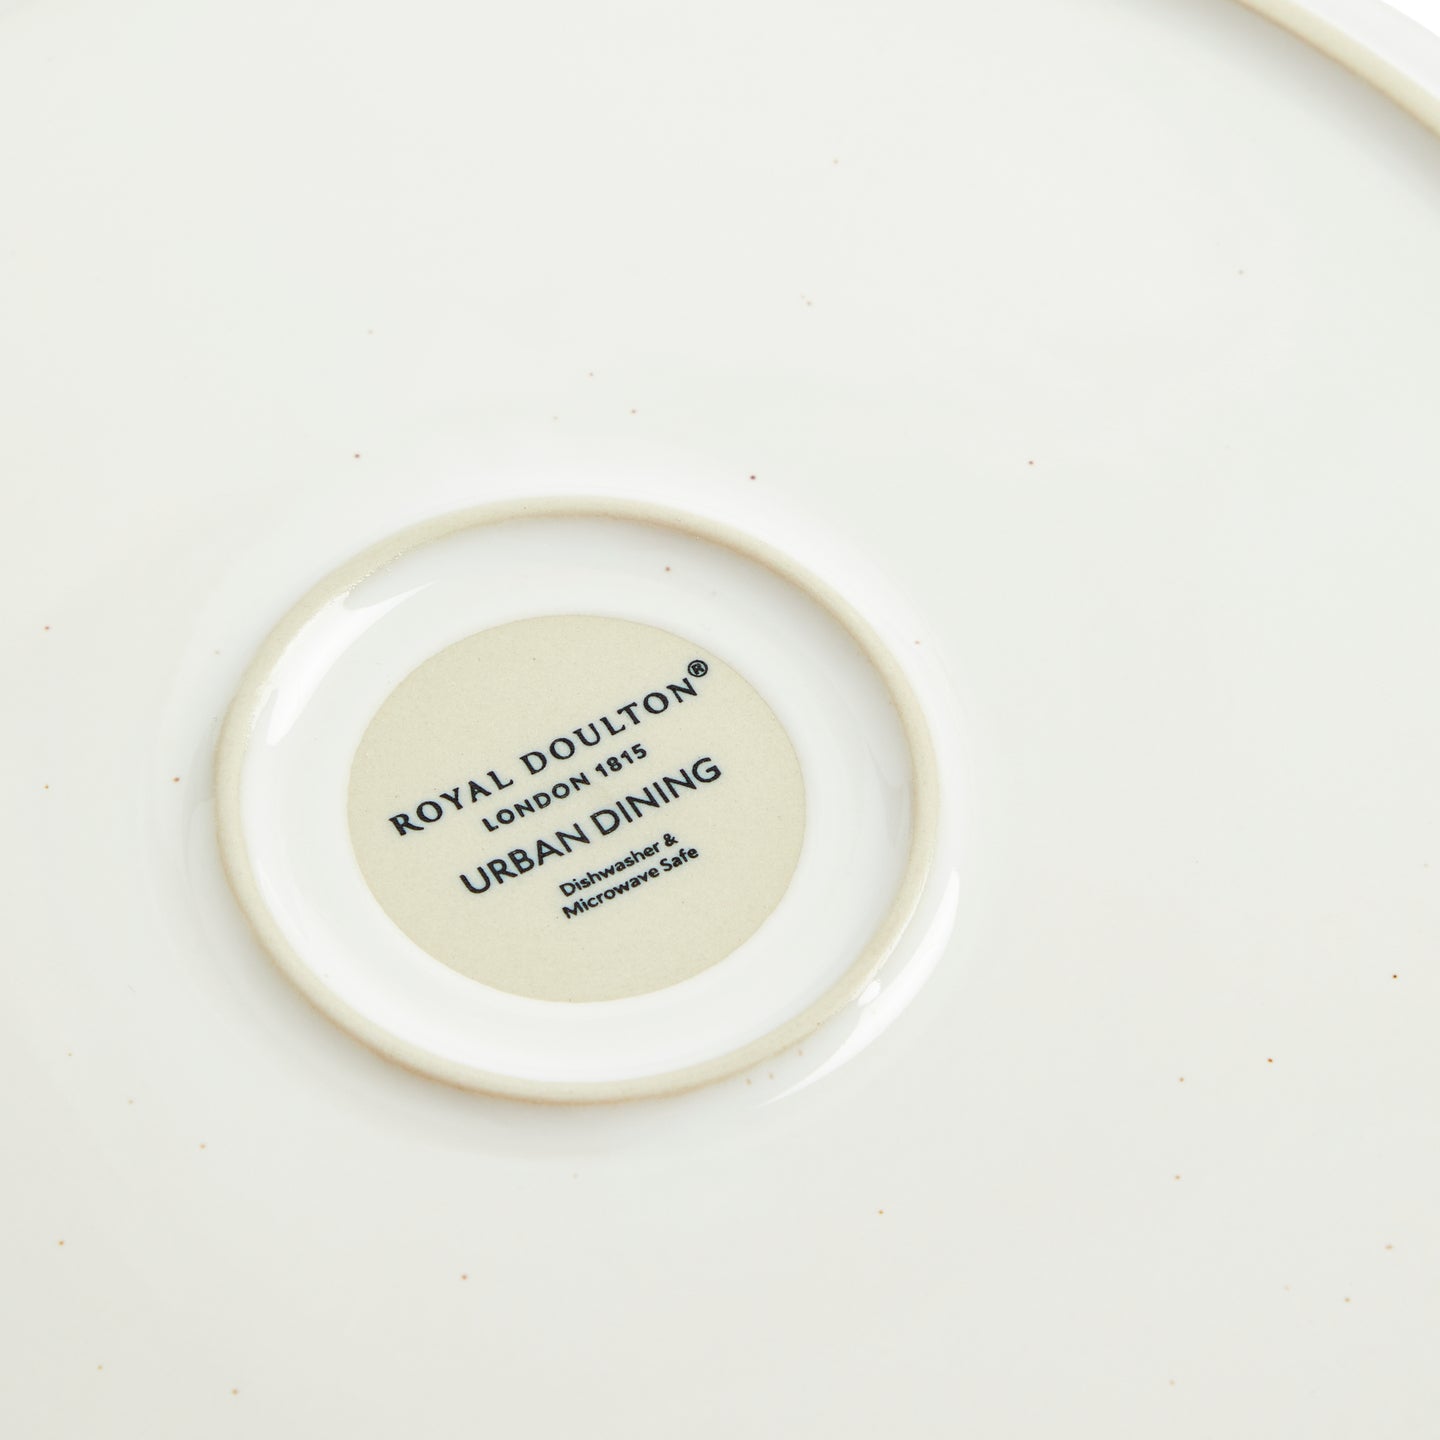 ROYAL DOULTON®
LONDON 1815
URBAN DINING
Dishwasher &
Microwave Safe